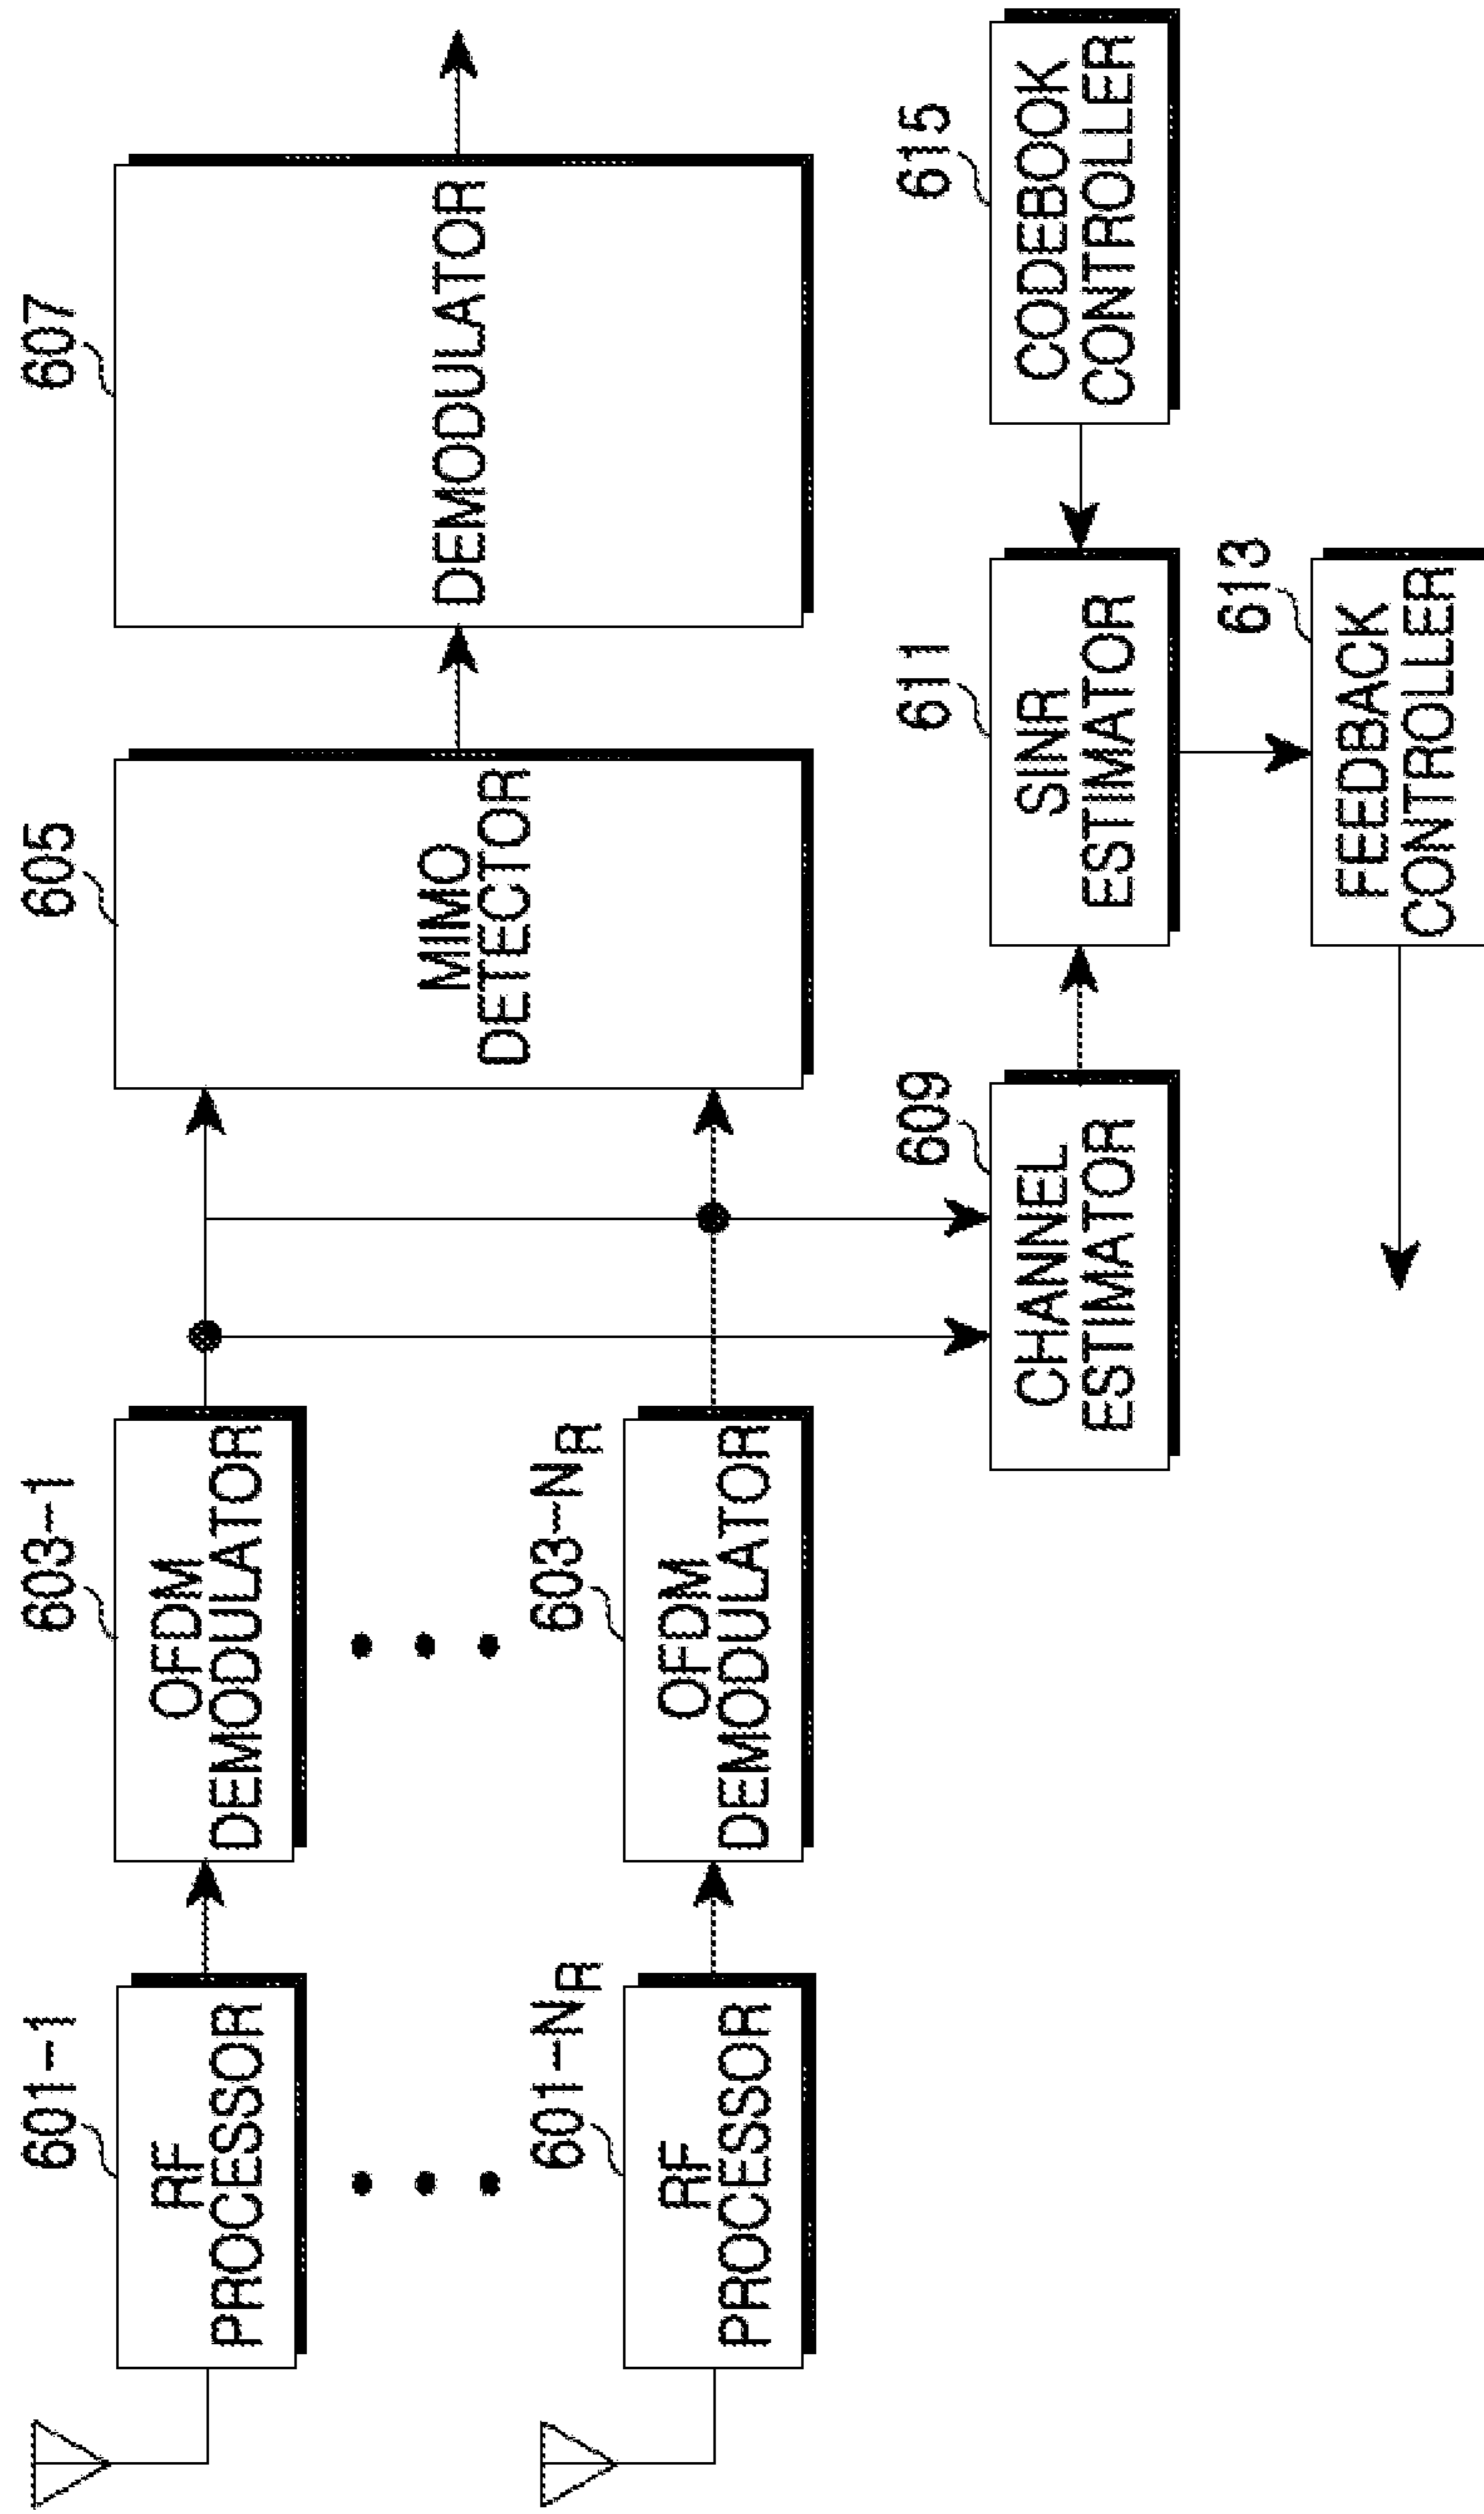 601-1
RF
PROCESSOR
603-1
OFDM
DEMODULATOR
605
MIMO
DETECTOR
607
DEMODULATOR
601-NR
RF
PROCESSOR
603-NR
OFDM
DEMODULATOR
609
CHANNEL
ESTIMATOR
611
SINR
ESTIMATOR
615
CODEBOOK
CONTROLLER
613
FEEDBACK
CONTROLLER